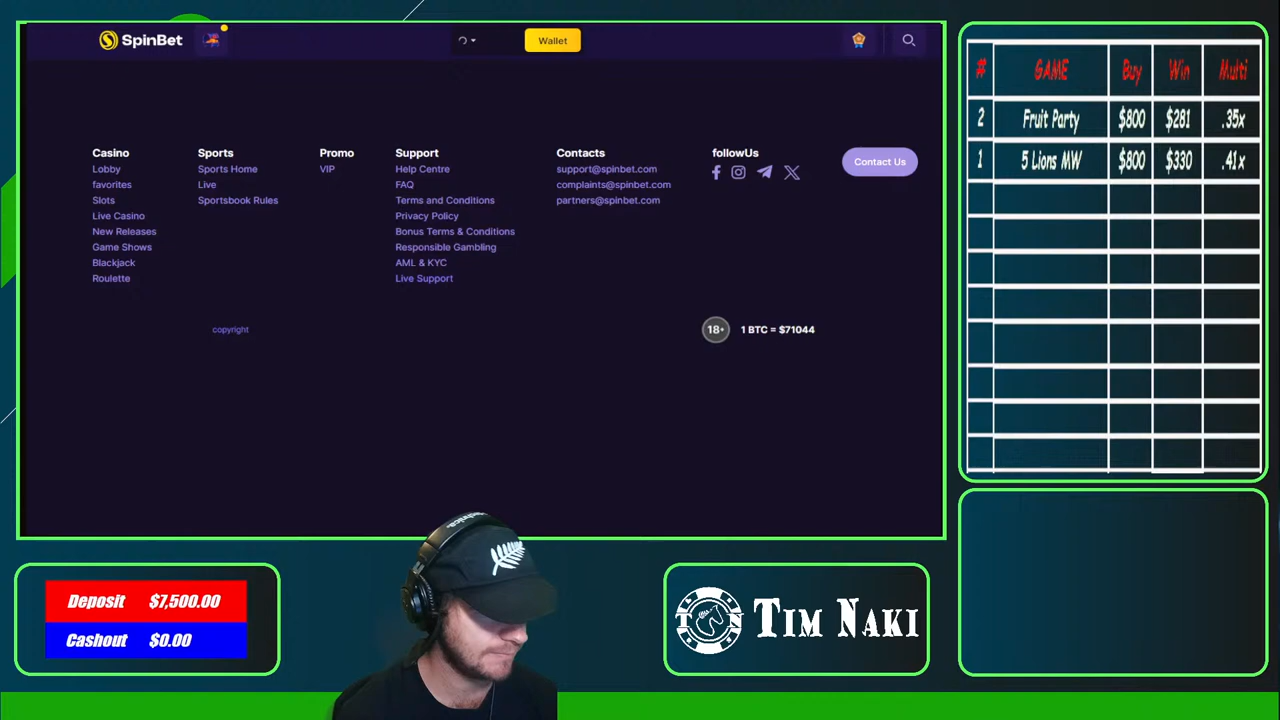 SpinBet
Wallet
Casino
Lobby
favorites
Slots
Live Casino
New Releases
Game Shows
Blackjack
Roulette
Sports
Sports Home
Live
Sportsbook Rules
Promo
VIP
Support
Help Centre
FAQ
Terms and Conditions
Privacy Policy
Bonus Terms & Conditions
Responsible Gambling
AML & KYC
Live Support
Contacts
support@spinbet.com
complaints@spinbet.com
partners@spinbet.com
followUs
Contact Us
copyright
18+
1 BTC = $71044
# GAME Buy Win Multi
2 Fruit Party $800 $281 .35x
1 5 Lions MW $800 $330 .41x
Deposit $7,500.00
Cashout $0.00
TIM NAKI